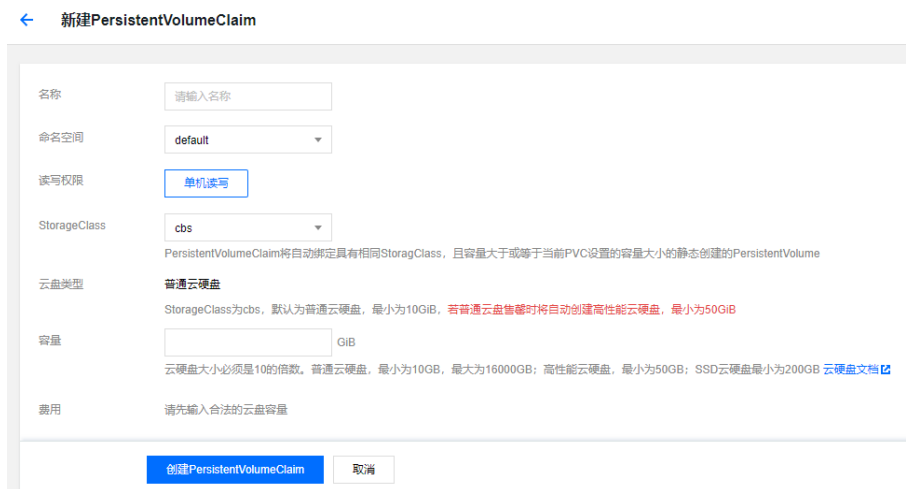 新建PersistentVolumeClaim
名称 请输入名称
命名空间 default
读写权限 单机读写
StorageClass cbs
PersistentVolumeClaim将自动绑定具有相同StoragClass，且容量大于或等于当前PVC设置的容量大小的静态创建的PersistentVolume
云盘类型 普通云硬盘
StorageClass为cbs，默认为普通云硬盘，最小为10GiB，若普通云盘售罄时将自动创建高性能云硬盘，最小为50GiB
容量 GiB
云硬盘大小必须是10的倍数。普通云硬盘，最小为10GB，最大为16000GB；高性能云硬盘，最小为50GB；SSD云硬盘最小为200GB 云硬盘文档
费用 请先输入合法的云盘容量
创建PersistentVolumeClaim 取消